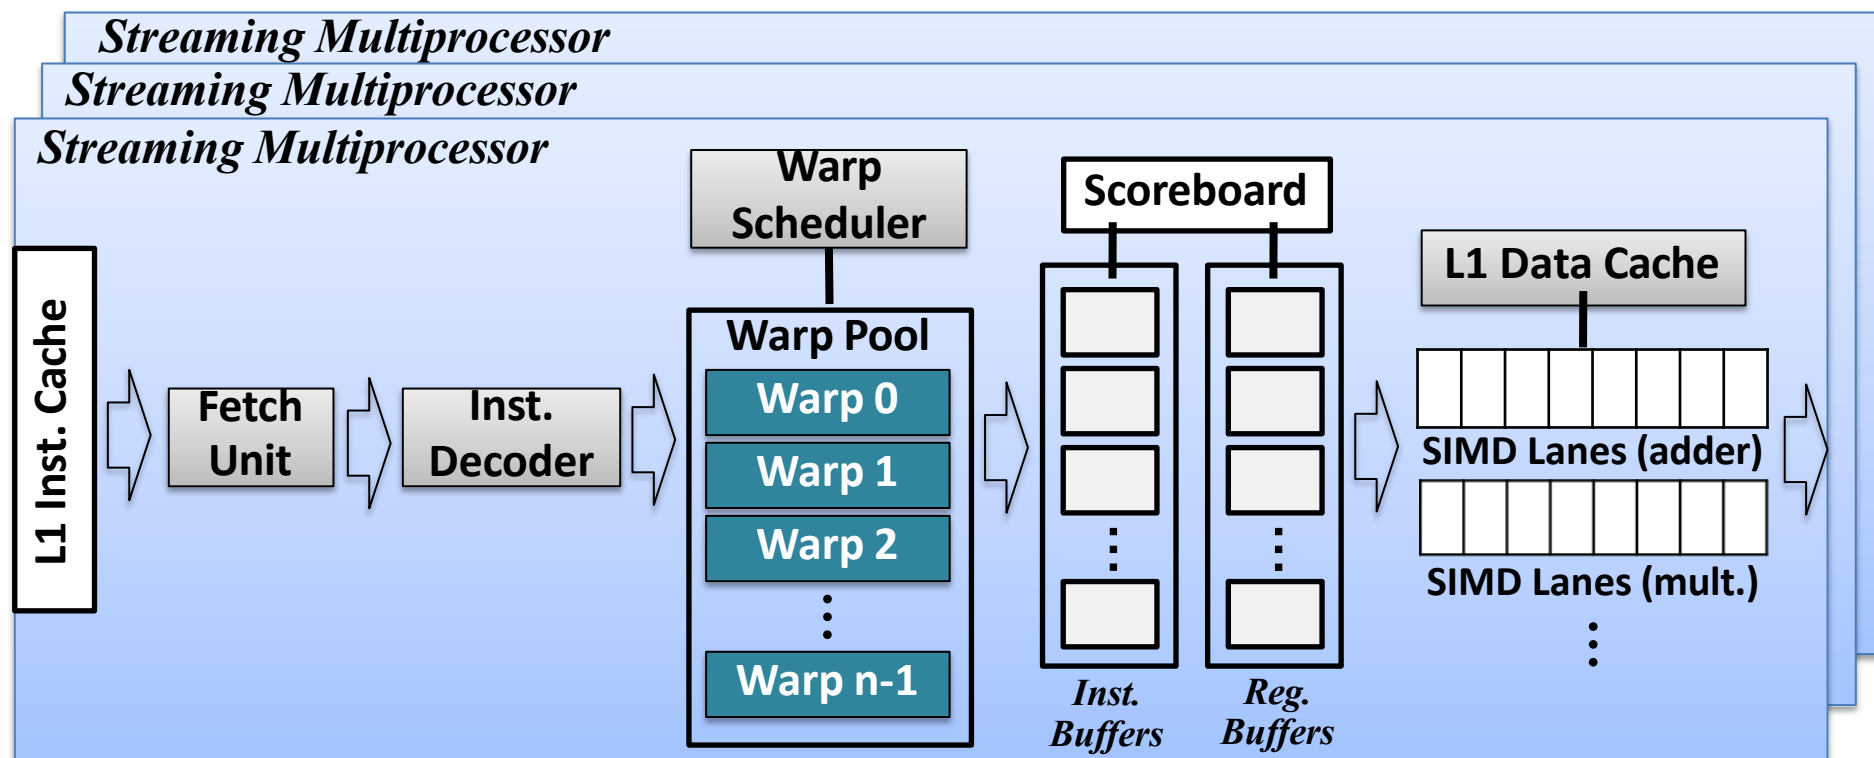 Streaming Multiprocessor
Streaming Multiprocessor
Streaming Multiprocessor
L1 Inst. Cache
Fetch
Unit
Inst.
Decoder
Warp
Scheduler
Warp Pool
Warp 0
Warp 1
Warp 2
Warp n-1
Scoreboard
Inst.
Buffers
Reg.
Buffers
L1 Data Cache
SIMD Lanes (adder)
SIMD Lanes (mult.)